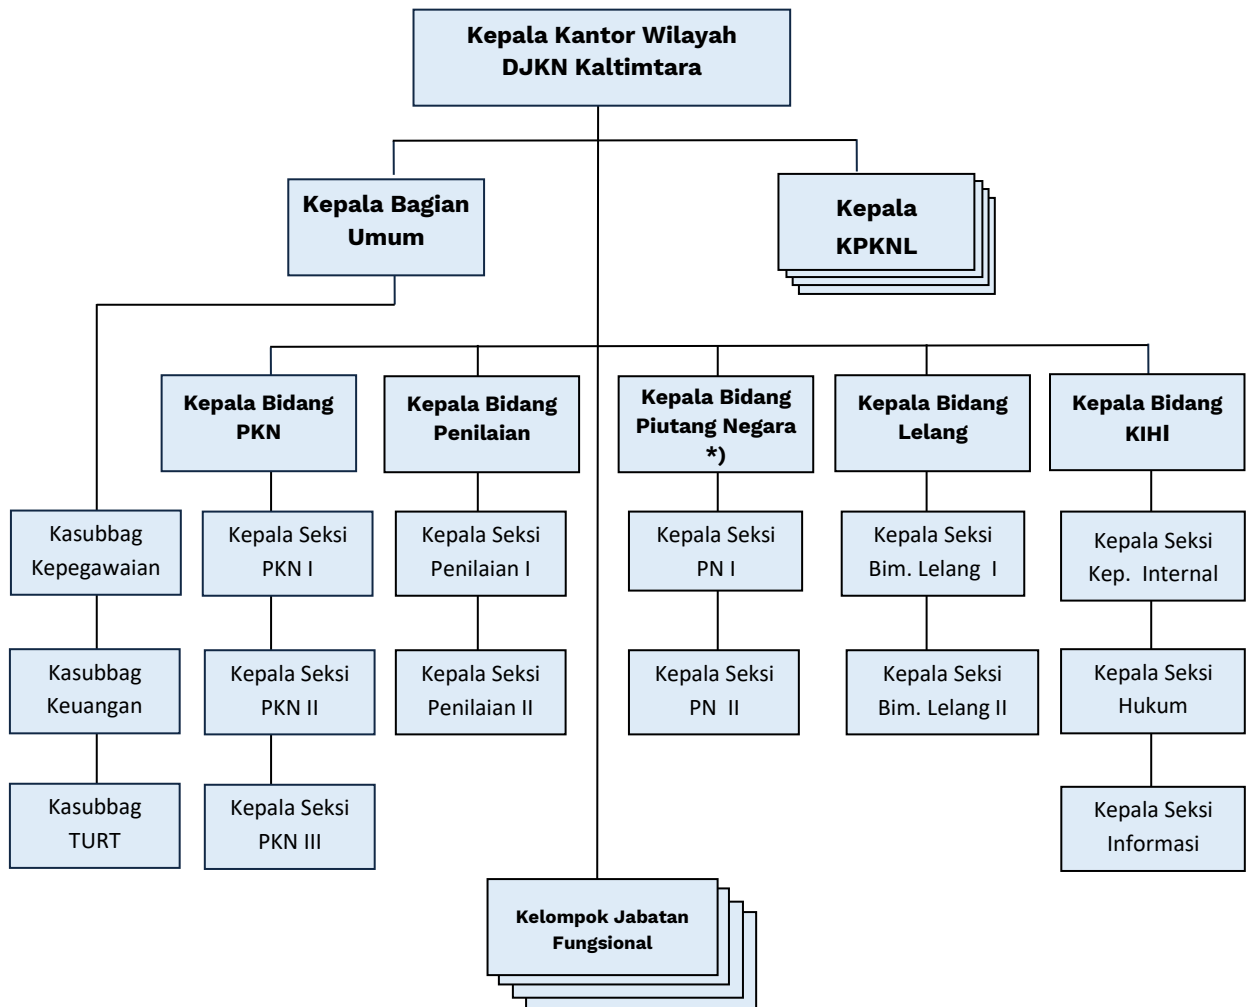 Kepala Kantor Wilayah
DJKN Kaltimtara
Kepala Bagian
Umum
Kepala
KPKNL
Kepala Bidang
PKN
Kepala Bidang
Penilaian
Kepala Bidang
Piutang Negara
*)
Kepala Bidang
Lelang
Kepala Bidang
KIHI
Kasubbag
Kepegawaian
Kepala Seksi
PKN I
Kepala Seksi
Penilaian I
Kepala Seksi
PN I
Kepala Seksi
Bim. Lelang I
Kepala Seksi
Kep. Internal
Kasubbag
Keuangan
Kepala Seksi
PKN II
Kepala Seksi
Penilaian II
Kepala Seksi
PN II
Kepala Seksi
Bim. Lelang II
Kepala Seksi
Hukum
Kasubbag
TURT
Kepala Seksi
PKN III
Kepala Seksi
Informasi
Kelompok Jabatan
Fungsional